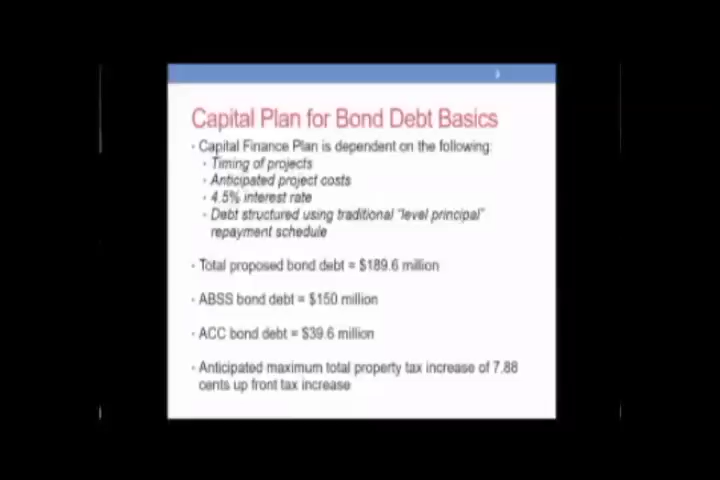 3
Capital Plan for Bond Debt Basics
· Capital Finance Plan is dependent on the following:
· Timing of projects
· Anticipated project costs
· 4.5% interest rate
· Debt structured using traditional "level principal"
repayment schedule
· Total proposed bond debt = $189.6 million
· ABSS bond debt = $150 million
· ACC bond debt = $39.6 million
· Anticipated maximum total property tax increase of 7.88
cents up front tax increase